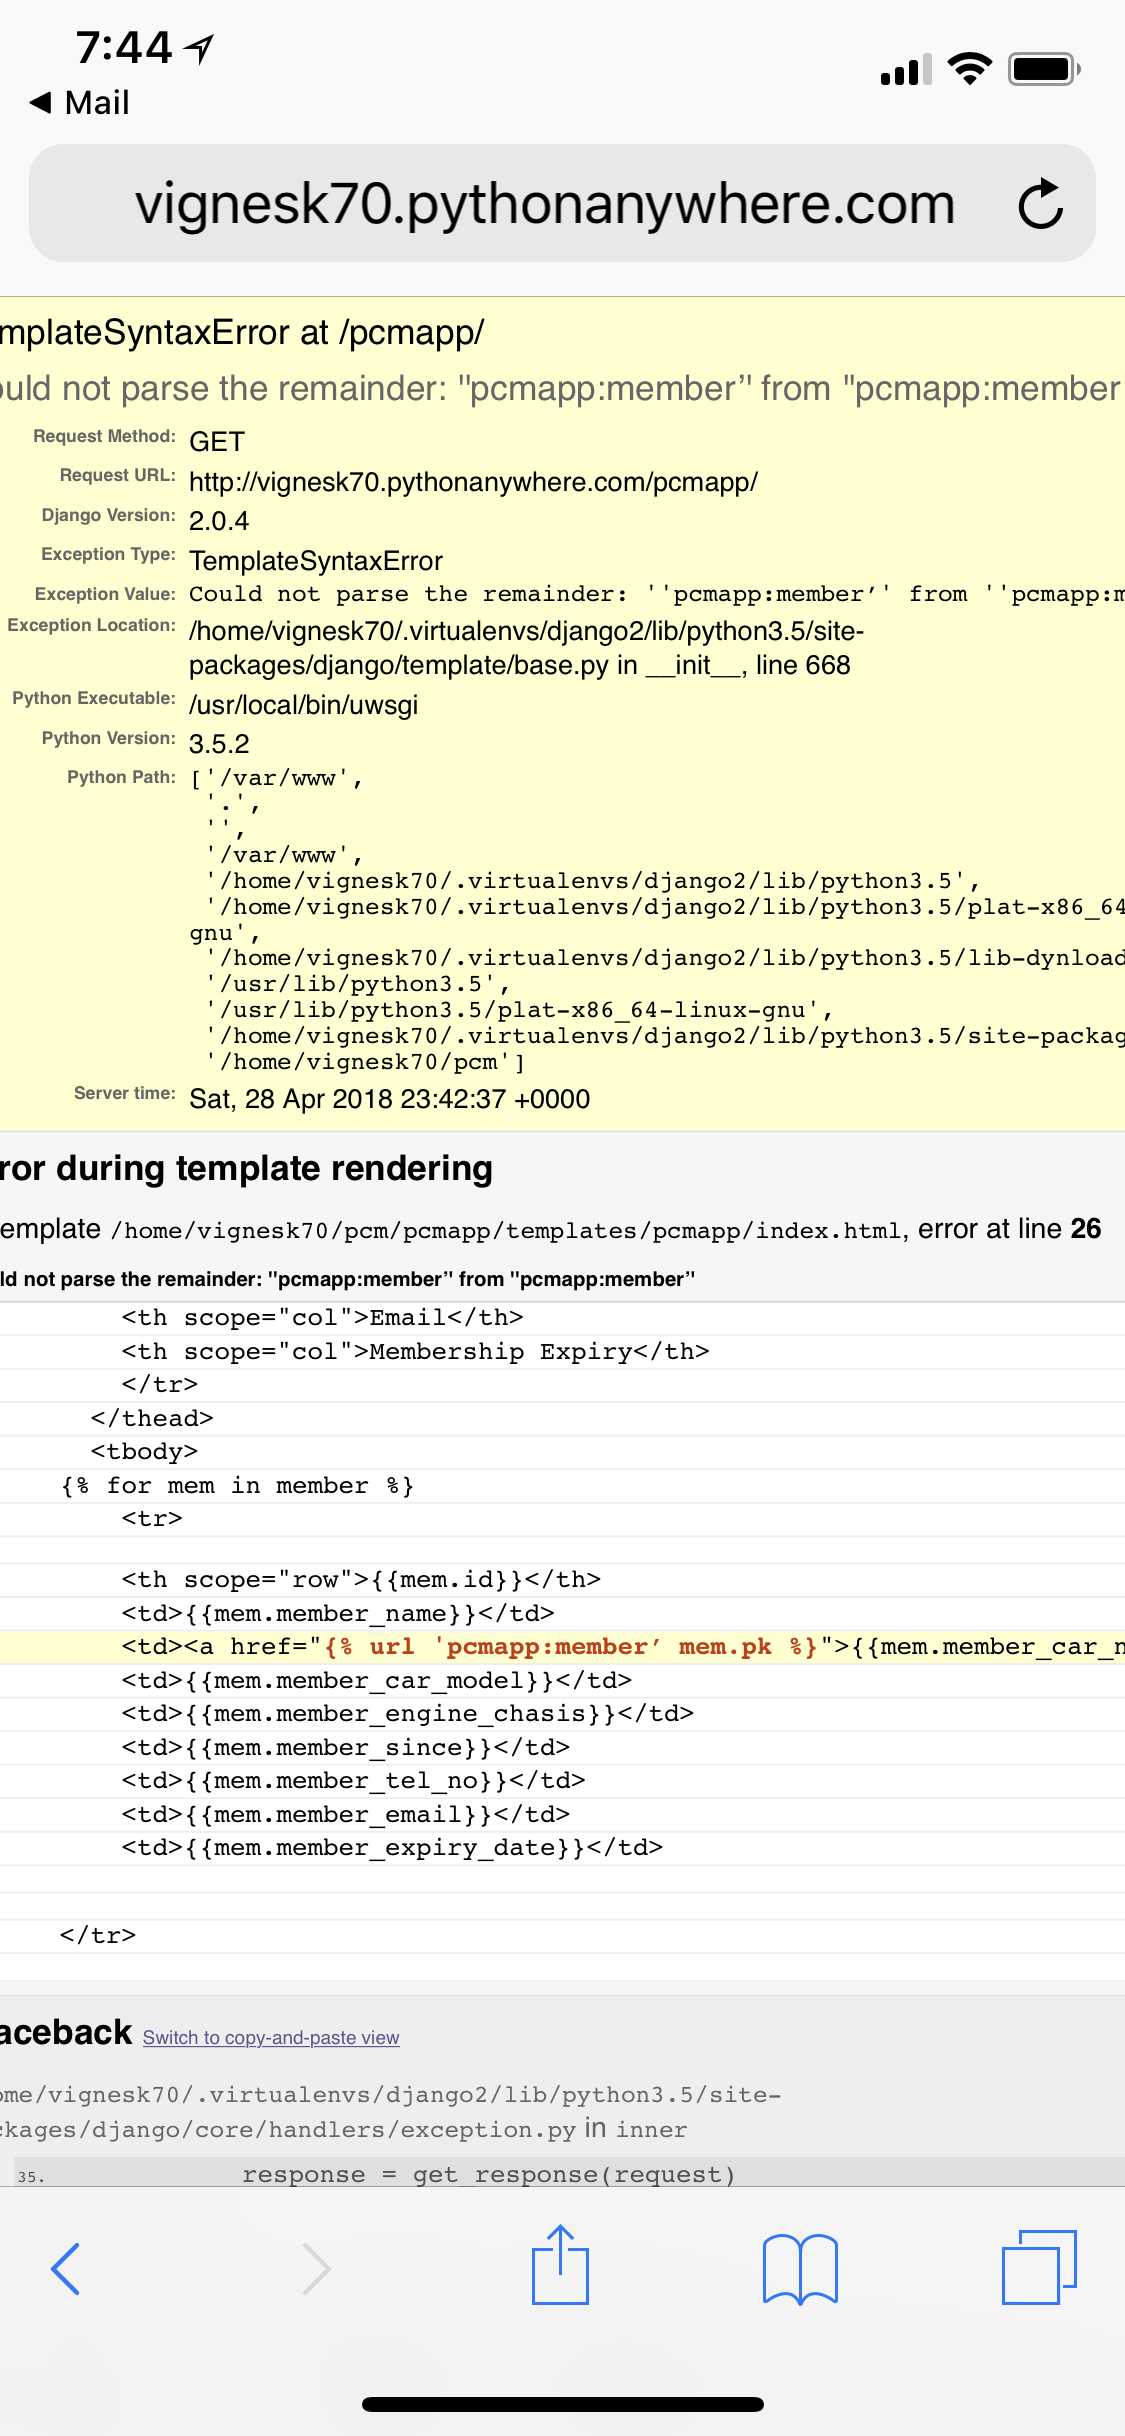 7:44
Mail
vignesk70.pythonanywhere.com
mplateSyntaxError at /pcmapp/
ould not parse the remainder: "pcmapp:member” from "pcmapp:member
Request Method: GET
Request URL: http://vignesk70.pythonanywhere.com/pcmapp/
Django Version: 2.0.4
Exception Type: TemplateSyntaxError
Exception Value: Could not parse the remainder: ''pcmapp:member’' from ''pcmapp:m
Exception Location: /home/vignesk70/.virtualenvs/django2/lib/python3.5/site-
packages/django/template/base.py in __init__, line 668
Python Executable: /usr/local/bin/uwsgi
Python Version: 3.5.2
Python Path: ['/var/www',
'.',
'',
'/var/www',
'/home/vignesk70/.virtualenvs/django2/lib/python3.5',
'/home/vignesk70/.virtualenvs/django2/lib/python3.5/plat-x86_64
gnu',
'/home/vignesk70/.virtualenvs/django2/lib/python3.5/lib-dynload
'/usr/lib/python3.5',
'/usr/lib/python3.5/plat-x86_64-linux-gnu',
'/home/vignesk70/.virtualenvs/django2/lib/python3.5/site-packag
'/home/vignesk70/pcm']
Server time: Sat, 28 Apr 2018 23:42:37 +0000
ror during template rendering
emplate /home/vignesk70/pcm/pcmapp/templates/pcmapp/index.html, error at line 26
ld not parse the remainder: "pcmapp:member” from "pcmapp:member”
<th scope="col">Email</th>
<th scope="col">Membership Expiry</th>
</tr>
</thead>
<tbody>
{% for mem in member %}
<tr>
<th scope="row">{{mem.id}}</th>
<td>{{mem.member_name}}</td>
<td><a href="{% url 'pcmapp:member’ mem.pk %}">{{mem.member_car_n
<td>{{mem.member_car_model}}</td>
<td>{{mem.member_engine_chasis}}</td>
<td>{{mem.member_since}}</td>
<td>{{mem.member_tel_no}}</td>
<td>{{mem.member_email}}</td>
<td>{{mem.member_expiry_date}}</td>
</tr>
aceback Switch to copy-and-paste view
ome/vignesk70/.virtualenvs/django2/lib/python3.5/site-
ckages/django/core/handlers/exception.py in inner
35. response = get_response(request)